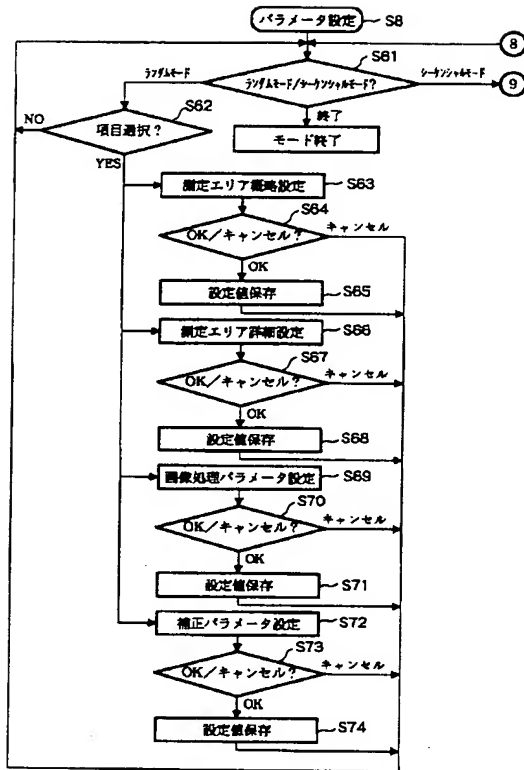 パラメータ設定
S8
8
S61
ランダムモード
ランダムモード/シーケンシャルモード?
シーケンシャルモード
9
S62
終了
NO
項目選択?
モード終了
YES
測定エリア概略設定
S63
S64
OK/キャンセル?
キャンセル
OK
設定値保存
S65
測定エリア詳細設定
S66
S67
OK/キャンセル?
キャンセル
OK
設定値保存
S68
画像処理パラメータ設定
S69
S70
OK/キャンセル?
キャンセル
OK
設定値保存
S71
補正パラメータ設定
S72
S73
OK/キャンセル?
キャンセル
OK
設定値保存
S74